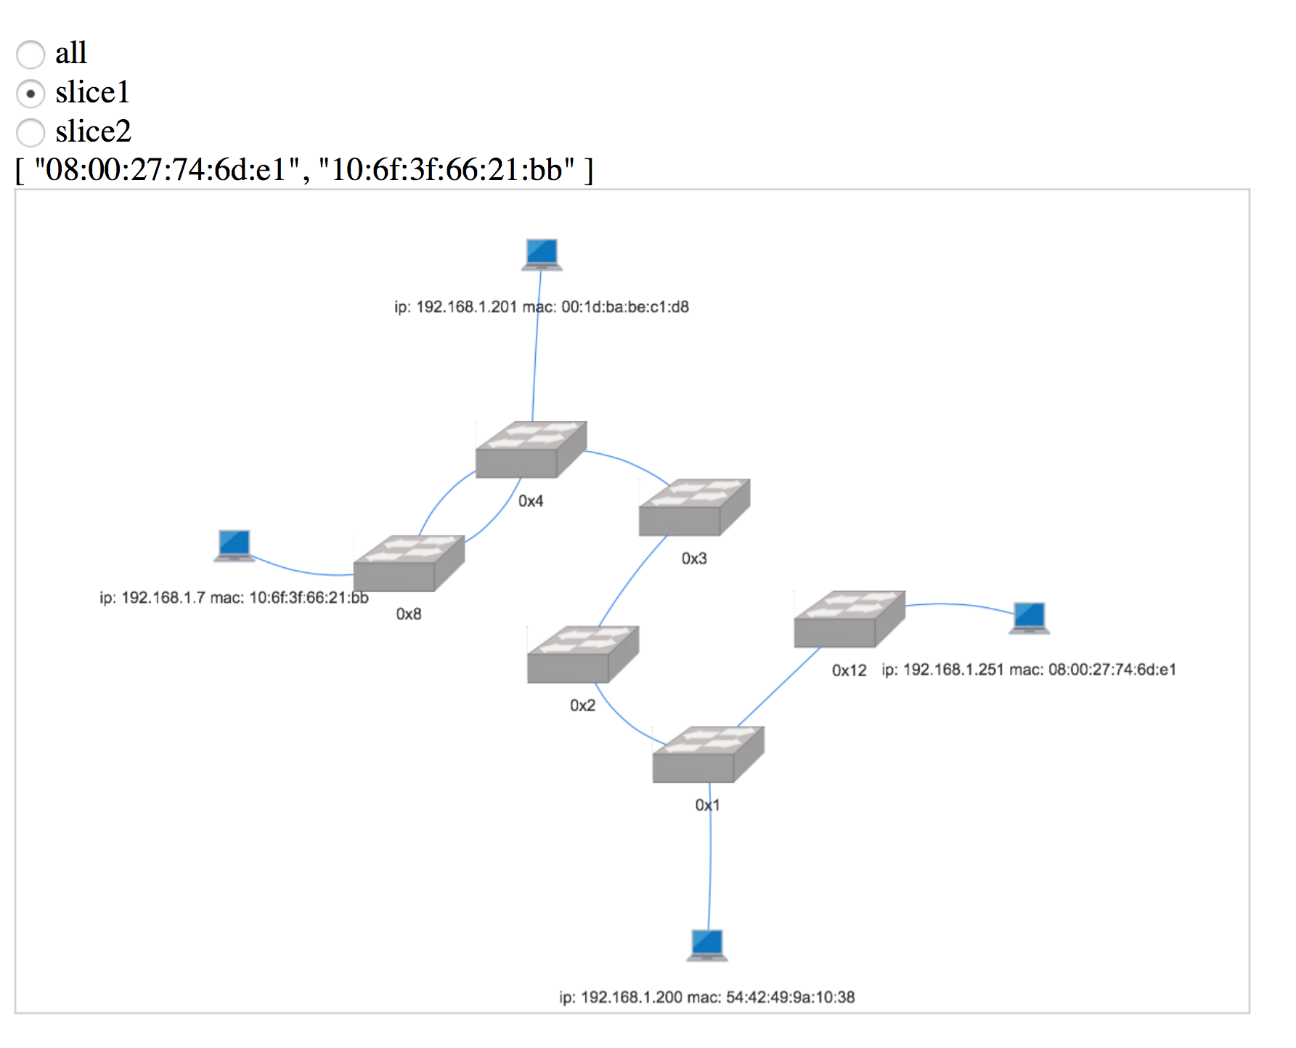 all
slice1
slice2
[ "08:00:27:74:6d:e1", "10:6f:3f:66:21:bb" ]
ip: 192.168.1.201 mac: 00:1d:ba:be:c1:d8
0x4
0x3
ip: 192.168.1.7 mac: 10:6f:3f:66:21:bb
0x8
0x12
ip: 192.168.1.251 mac: 08:00:27:74:6d:e1
0x2
0x1
ip: 192.168.1.200 mac: 54:42:49:9a:10:38